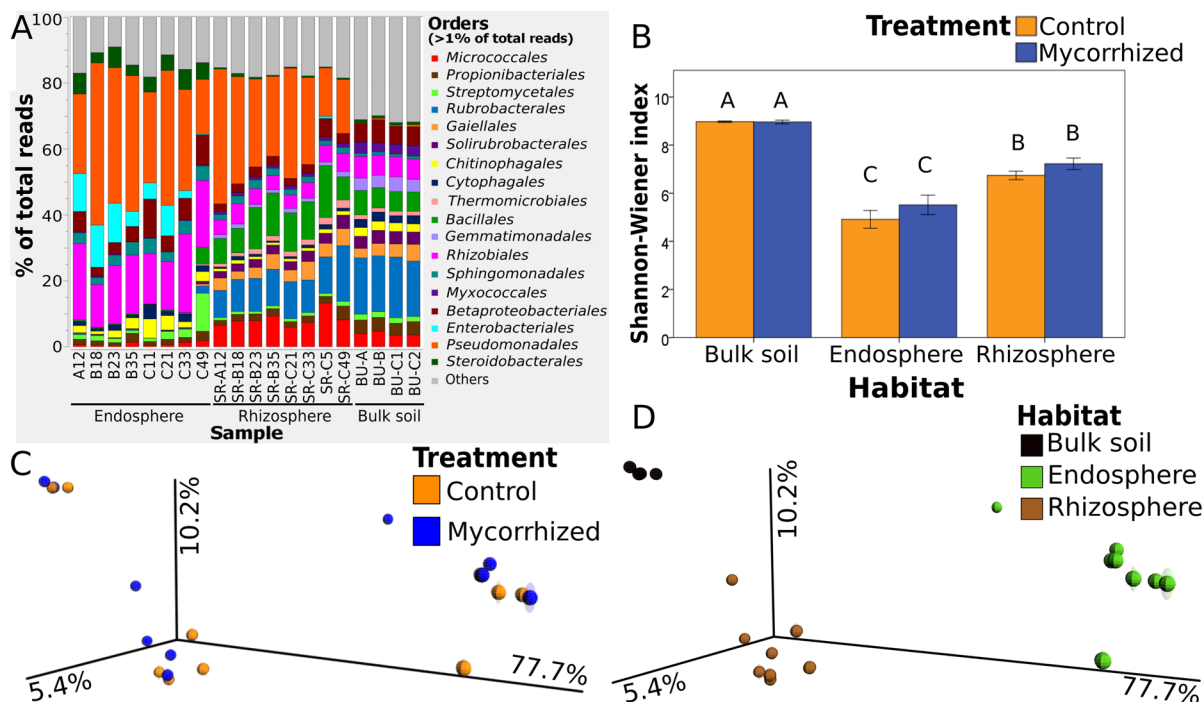 A
100
80
60
40
20
0
% of total reads
A12
B18
B23
B35
C11
C21
C33
C49
SR-A12
SR-B18
SR-B23
SR-B35
SR-C21
SR-C33
SR-C5
SR-C49
BU-A
BU-B
BU-C1
BU-C2
Endosphere
Rhizosphere
Bulk soil
Sample
Orders
(>1% of total reads)
Micrococcales
Propionibacteriales
Streptomycetales
Rubrobacterales
Gaiellales
Solirubrobacterales
Chitinophagales
Cytophagales
Thermomicrobiales
Bacillales
Gemmatimonadales
Rhizobiales
Sphingomonadales
Myxococcales
Betaproteobacteriales
Enterobacteriales
Pseudomonadales
Steroidobacterales
Others
B
Treatment
Control
Mycorrhized
Shannon-Wiener index
10
8
6
4
2
0
A A
C C
B B
Bulk soil
Endosphere
Rhizosphere
Habitat
C
Treatment
Control
Mycorrhized
10.2%
5.4%
77.7%
D
Habitat
Bulk soil
Endosphere
Rhizosphere
10.2%
5.4%
77.7%